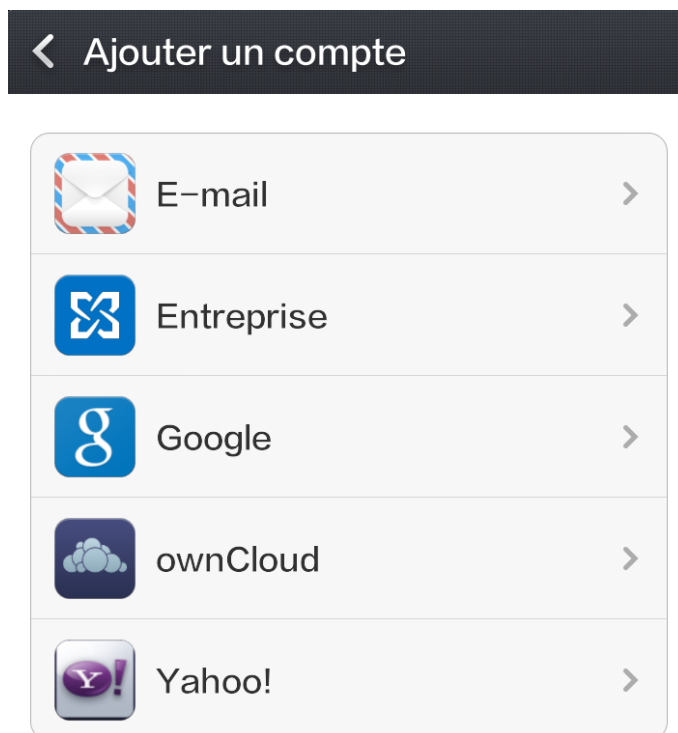 Ajouter un compte
E-mail
Entreprise
g
Google
ownCloud
Y!
Yahoo!